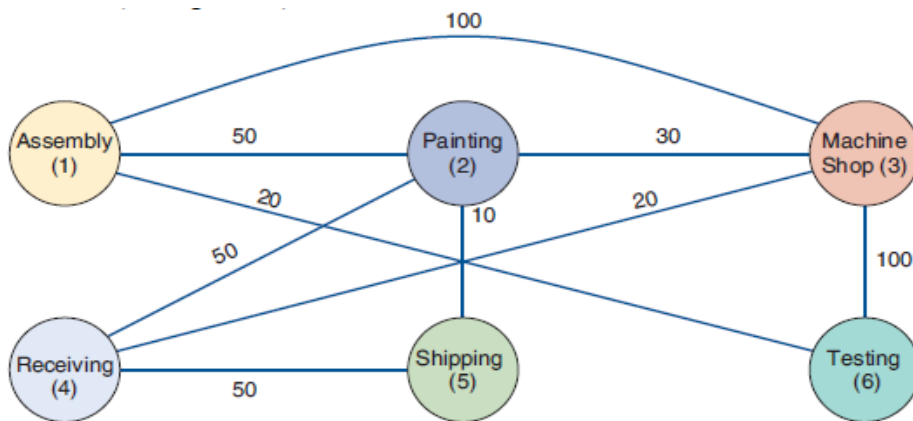 100
Assembly
(1)
50
Painting
(2)
30
Machine
Shop (3)
20
10
20
50
100
Receiving
(4)
50
Shipping
(5)
Testing
(6)